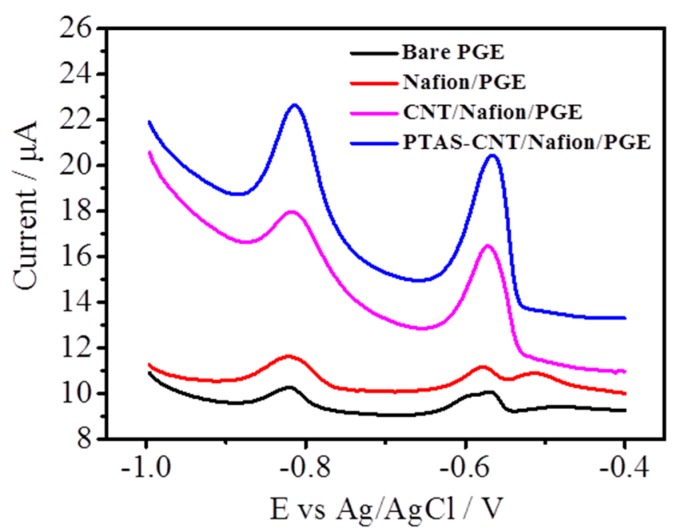 26
24
22
20
18
16
14
12
10
8
Current / μA
Bare PGE
Nafion/PGE
CNT/Nafion/PGE
PTAS-CNT/Nafion/PGE
-1.0 -0.8 -0.6 -0.4
E vs Ag/AgCl / V